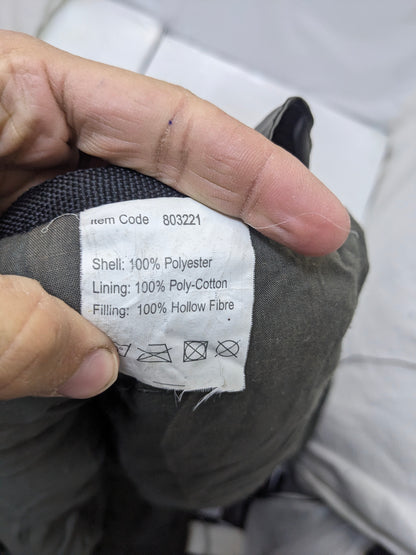 Item Code 803221
Shell: 100% Polyester
Lining: 100% Poly-Cotton
Filling: 100% Hollow Fibre